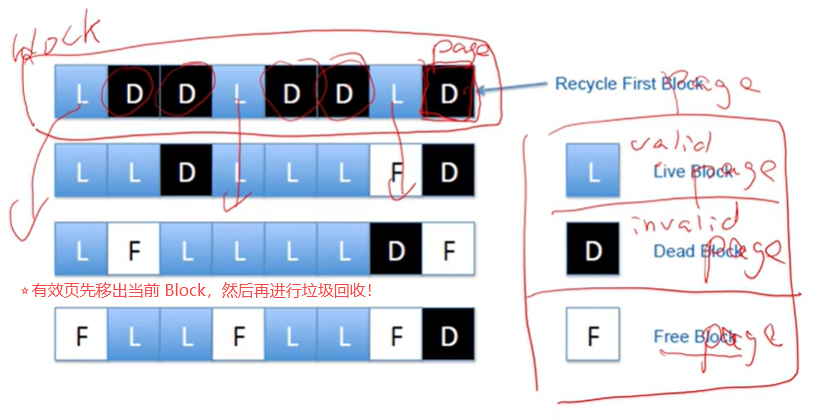 block
page
L D D L D D L D
Recycle First Block
page
L L D L L L F D
valid
L
Live Block
page
L F L L L L D F
invalid
D
Dead Block
page
☆有效页先移出当前 Block，然后再进行垃圾回收！
F L L F L L F D
F
Free Block
page